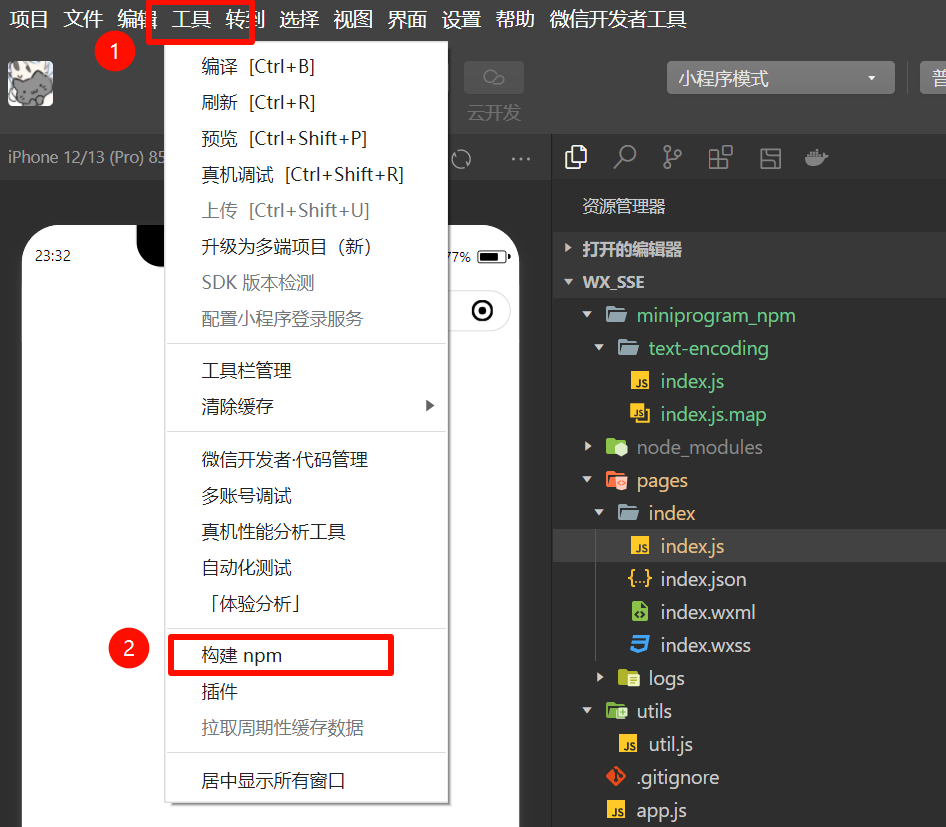 项目 文件 编辑 工具 转到 选择 视图 界面 设置 帮助 微信开发者工具
1
编译 [Ctrl+B]
刷新 [Ctrl+R]
预览 [Ctrl+Shift+P]
真机调试 [Ctrl+Shift+R]
上传 [Ctrl+Shift+U]
升级为多端项目（新）
SDK 版本检测
配置小程序登录服务
工具栏管理
清除缓存
微信开发者·代码管理
多账号调试
真机性能分析工具
自动化测试
「体验分析」
2
构建 npm
插件
拉取周期性缓存数据
居中显示所有窗口
云开发
小程序模式
普
iPhone 12/13 (Pro) 85
23:32
77%
资源管理器
打开的编辑器
WX_SSE
miniprogram_npm
text-encoding
index.js
index.js.map
node_modules
pages
index
index.js
index.json
index.wxml
index.wxss
logs
utils
util.js
.gitignore
app.js